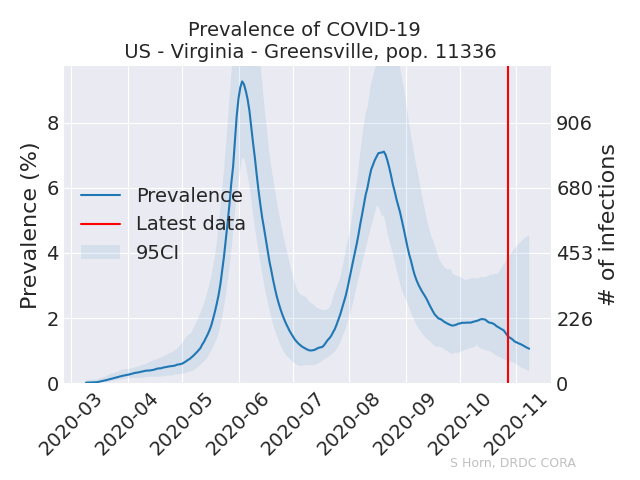 Prevalence of COVID-19
US - Virginia - Greensville, pop. 11336
Prevalence (%)
8
6
4
2
0
906
680
453
226
0
# of infections
Prevalence
Latest data
95CI
2020-03
2020-04
2020-05
2020-06
2020-07
2020-08
2020-09
2020-10
2020-11
S Horn, DRDC CORA